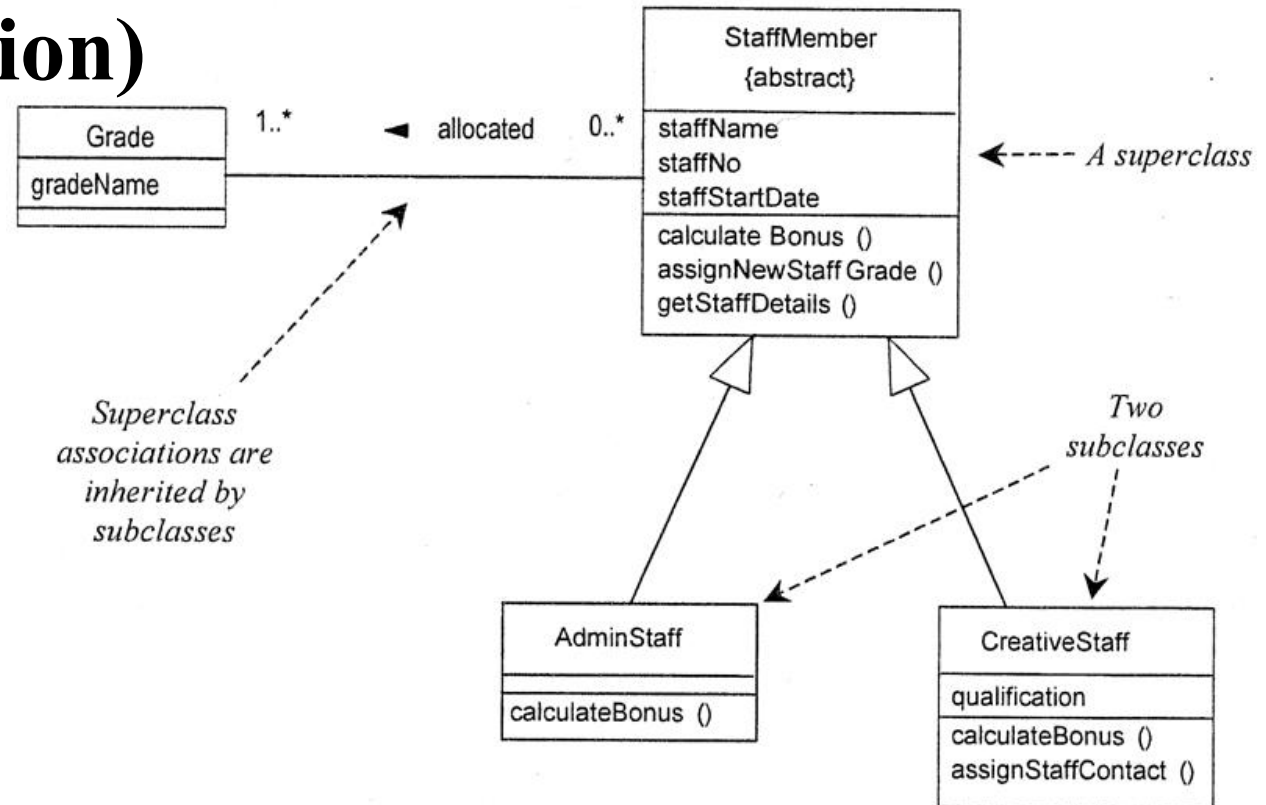 ion)
StaffMember
{abstract}
staffName
staffNo
staffStartDate
calculate Bonus ()
assignNewStaff Grade ()
getStaffDetails ()
A superclass
1..*
◄ allocated
0..*
Grade
gradeName
Superclass
associations are
inherited by
subclasses
Two
subclasses
AdminStaff
calculateBonus ()
CreativeStaff
qualification
calculateBonus ()
assignStaffContact ()